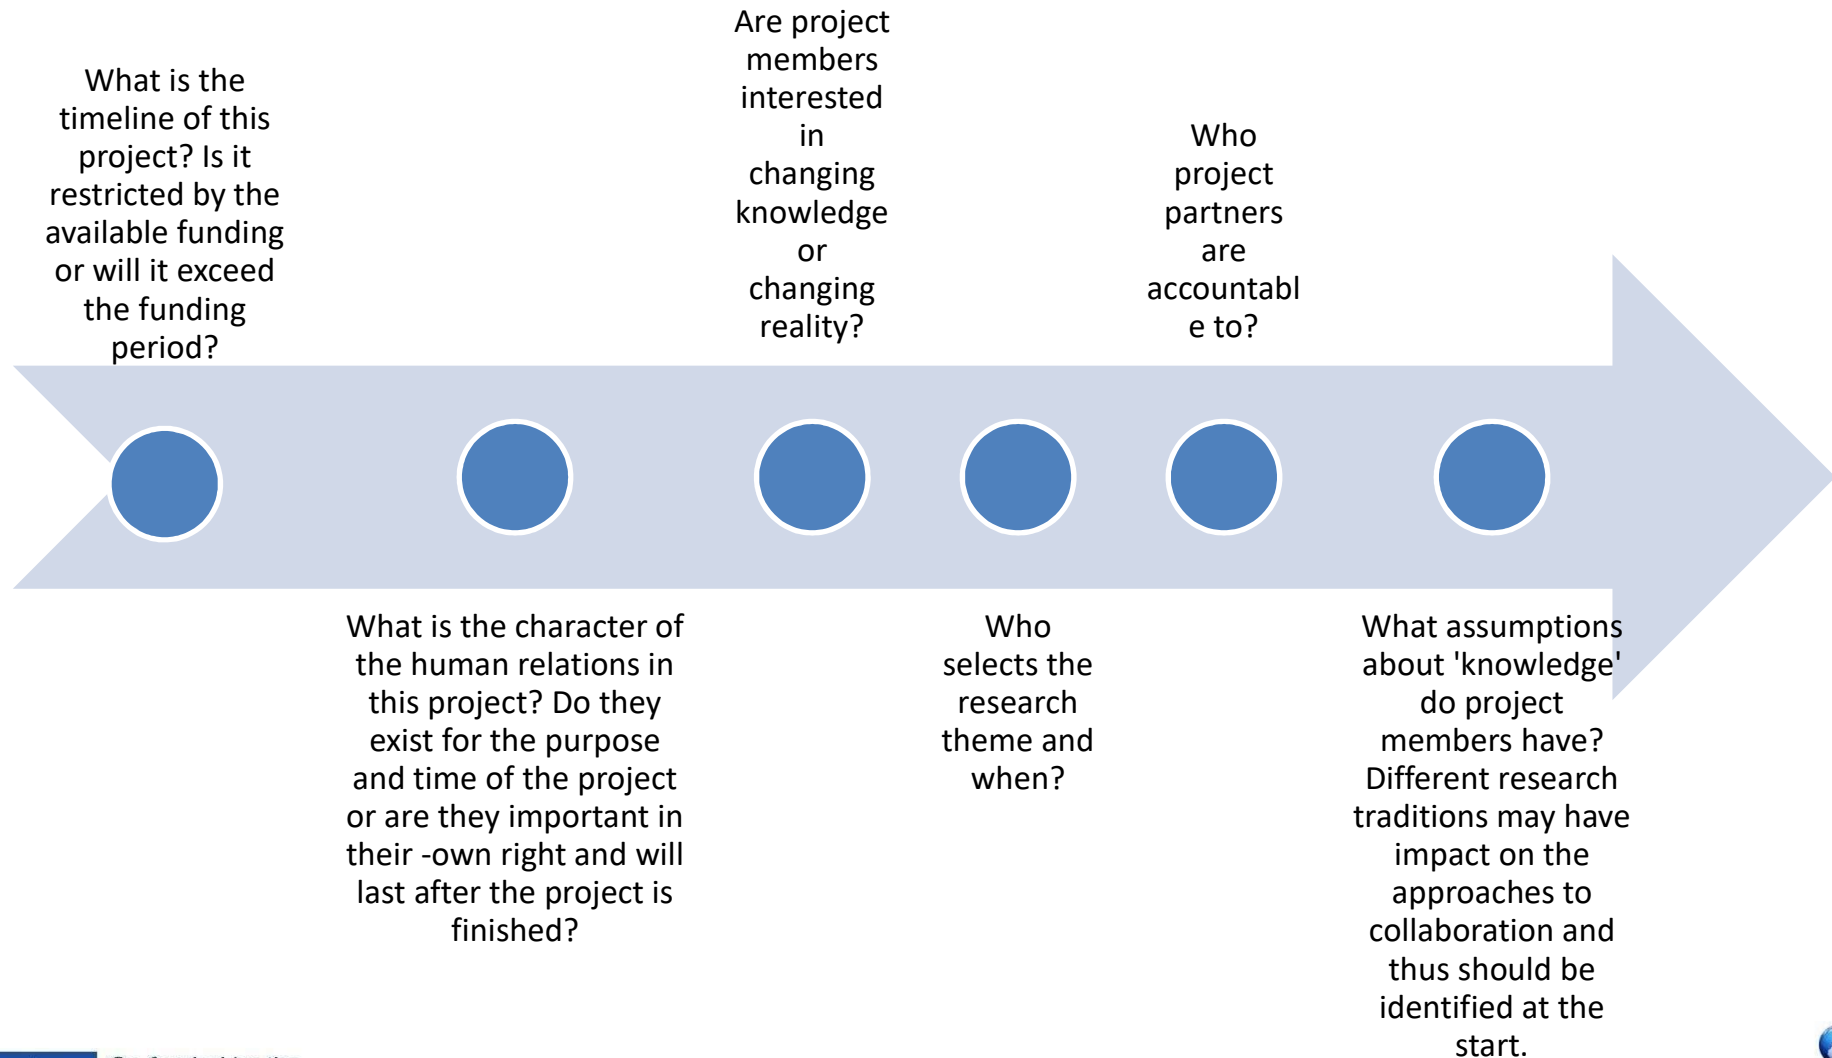 What is the
timeline of this
project? Is it
restricted by the
available funding
or will it exceed
the funding
period?
What is the character of
the human relations in
this project? Do they
exist for the purpose
and time of the project
or are they important in
their -own right and will
last after the project is
finished?
Are project
members
interested
in
changing
knowledge
or
changing
reality?
Who
selects the
research
theme and
when?
Who
project
partners
are
accountabl
e to?
What assumptions
about 'knowledge'
do project
members have?
Different research
traditions may have
impact on the
approaches to
collaboration and
thus should be
identified at the
start.